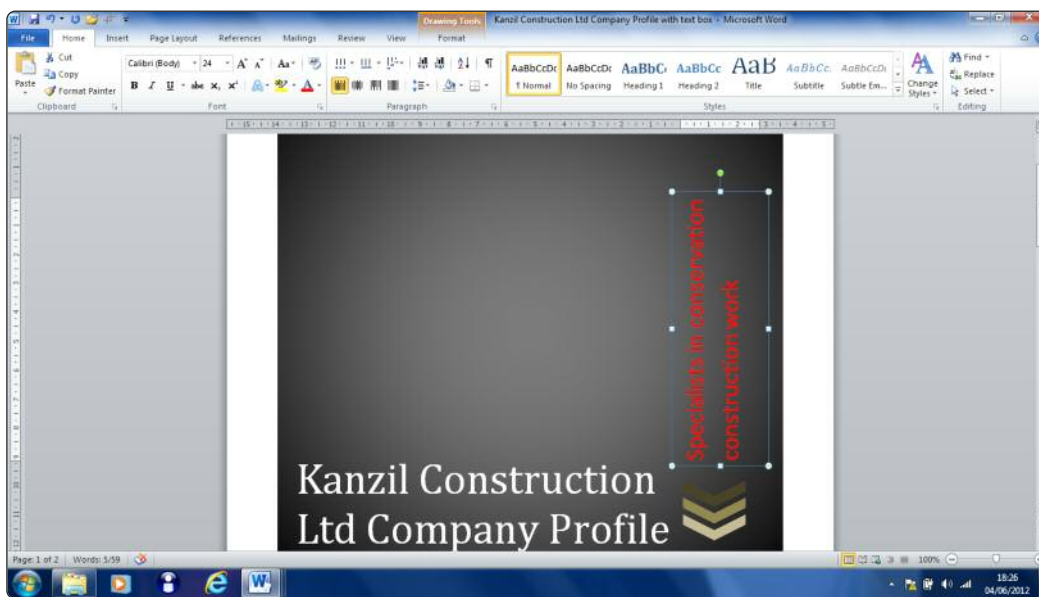 Drawing Tools
Kanzil Construction Ltd Company Profile with text box - Microsoft Word
File Home Insert Page Layout References Mailings Review View Format
Paste
Cut
Copy
Format Painter
Clipboard
Calibri (Body) 24
Font
Paragraph
AaBbCcDc AaBbCcDc AaBbC AaBbCc AaB AaBbCc. AaBbCcDi
¶ Normal No Spacing Heading 1 Heading 2 Title Subtitle Subtle Em...
Change Styles
Styles
Find
Replace
Select
Editing
Specialists in conservation
construction work
Kanzil Construction
Ltd Company Profile
Page: 1 of 2 Words: 5/59 100%
18:26
04/06/2012